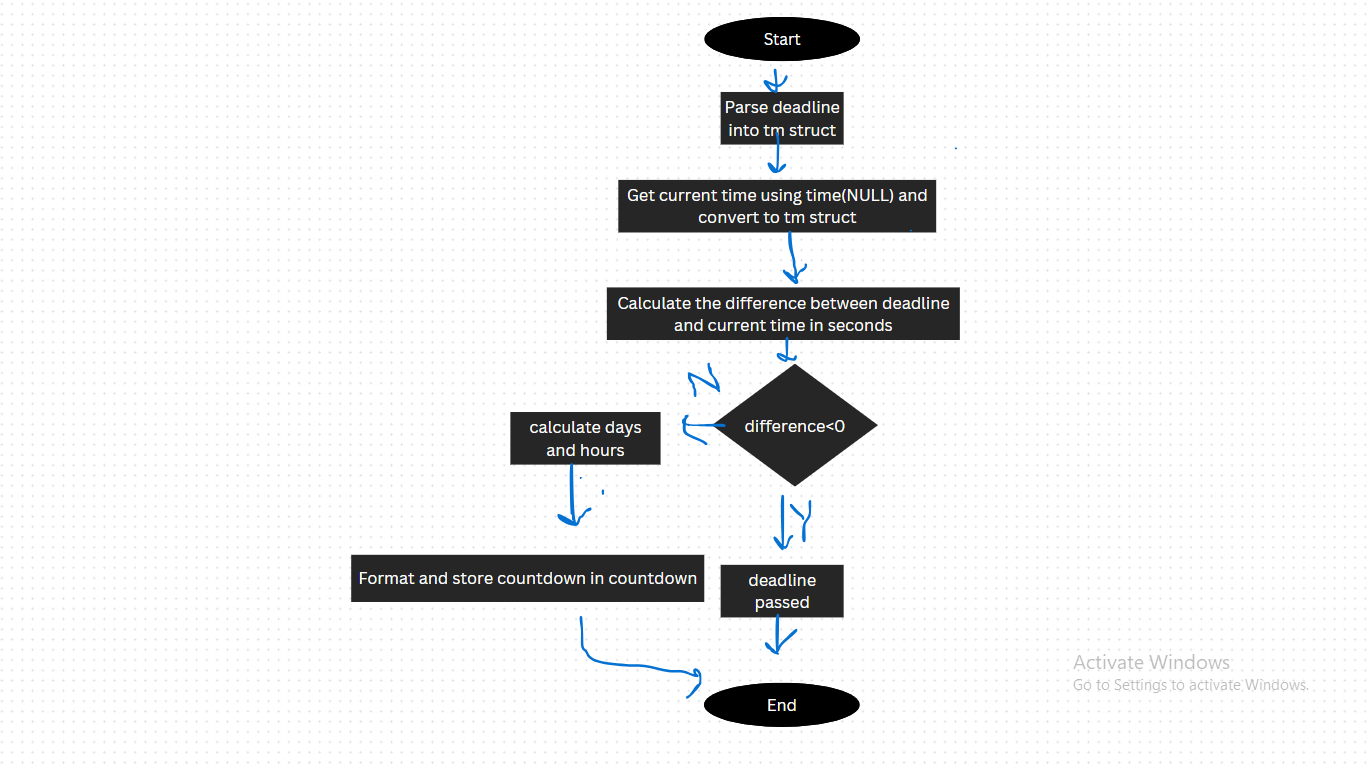 Start
Parse deadline
into tm struct
Get current time using time(NULL) and
convert to tm struct
Calculate the difference between deadline
and current time in seconds
N
difference<0
calculate days
and hours
Y
Format and store countdown in countdown
deadline
passed
End
Activate Windows
Go to Settings to activate Windows.